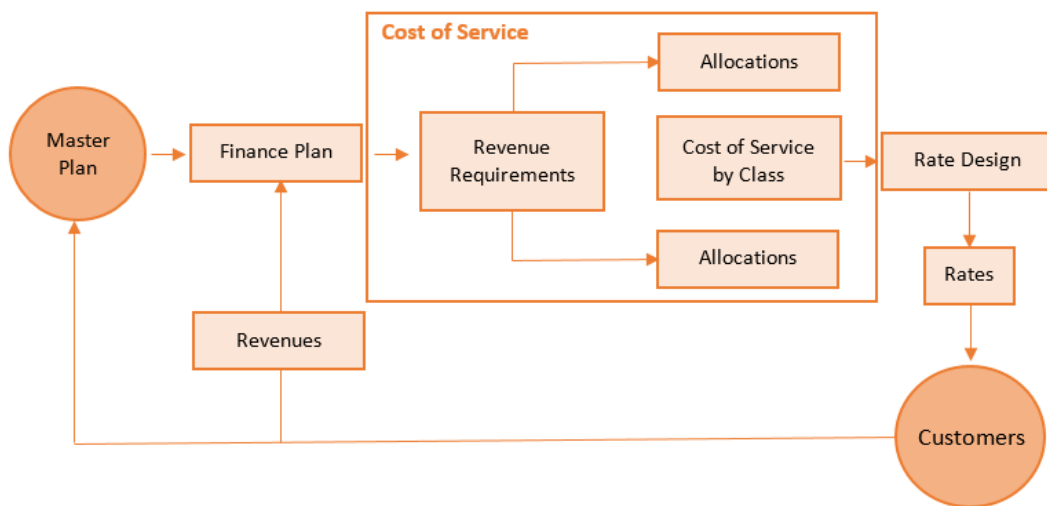 Cost of Service
Allocations
Master
Plan
Finance Plan
Revenue
Requirements
Cost of Service
by Class
Rate Design
Allocations
Rates
Revenues
Customers